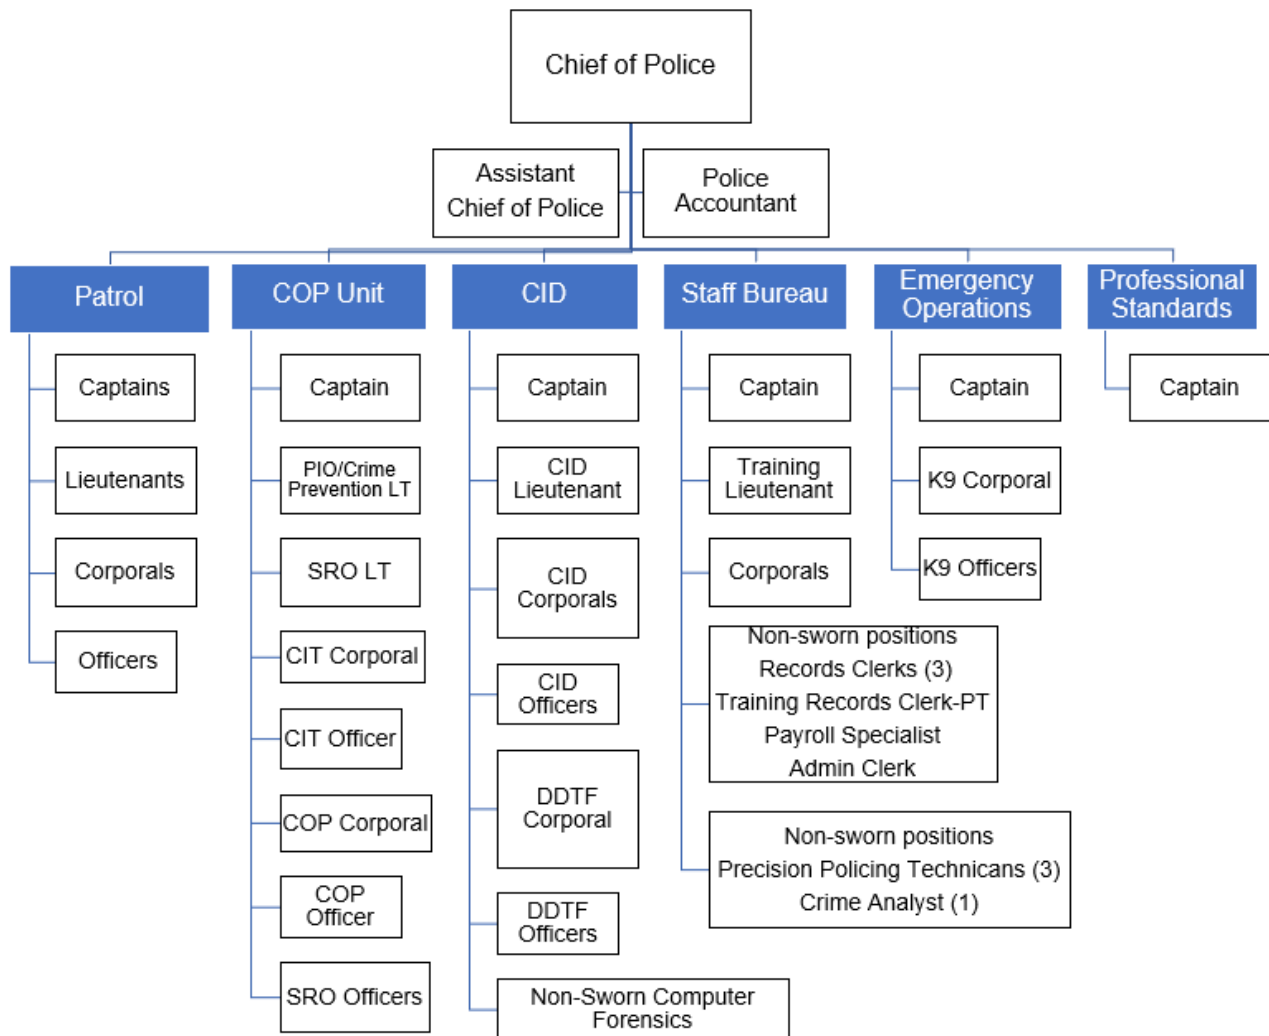 Chief of Police
Assistant
Chief of Police
Police
Accountant
Patrol
COP Unit
CID
Staff Bureau
Emergency
Operations
Professional
Standards
Captains
Lieutenants
Corporals
Officers
Captain
PIO/Crime
Prevention LT
SRO LT
CIT Corporal
CIT Officer
COP Corporal
COP
Officer
SRO Officers
Captain
CID
Lieutenant
CID
Corporals
CID
Officers
DDTF
Corporal
DDTF
Officers
Non-Sworn Computer
Forensics
Captain
Training
Lieutenant
Corporals
Non-sworn positions
Records Clerks (3)
Training Records Clerk-PT
Payroll Specialist
Admin Clerk
Non-sworn positions
Precision Policing Technicans (3)
Crime Analyst (1)
Captain
K9 Corporal
K9 Officers
Captain